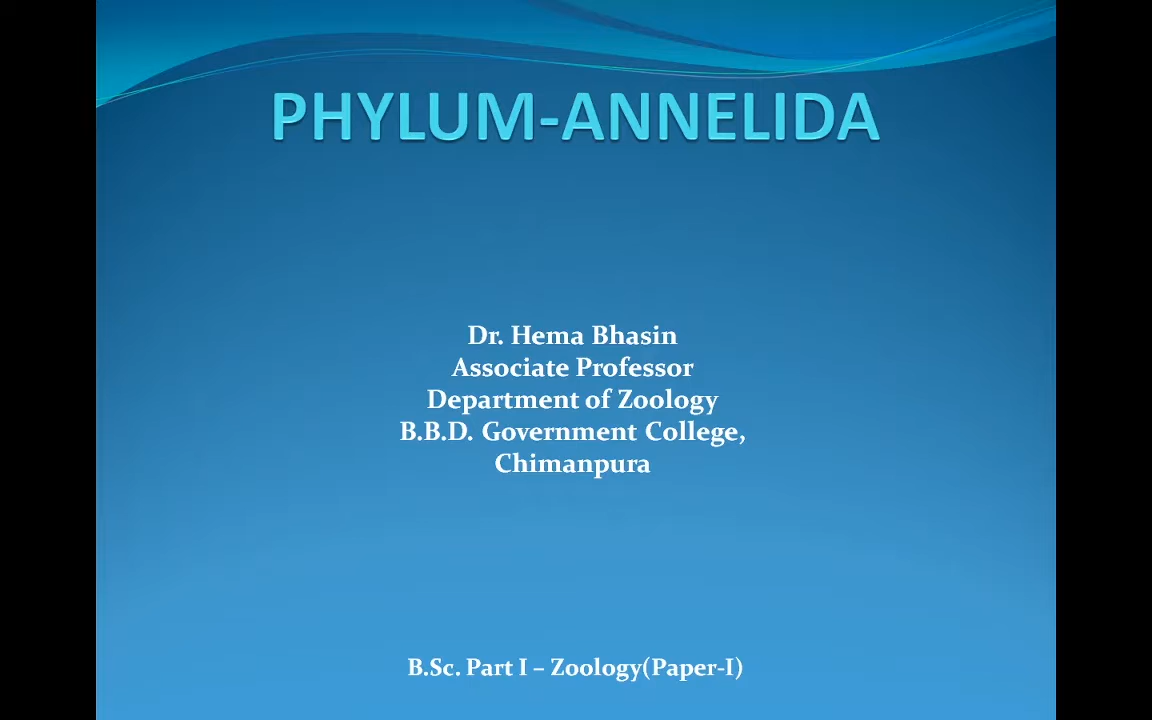 PHYLUM-ANNELIDA
Dr. Hema Bhasin
Associate Professor
Department of Zoology
B.B.D. Government College,
Chimanpura
B.Sc. Part I – Zoology(Paper-I)